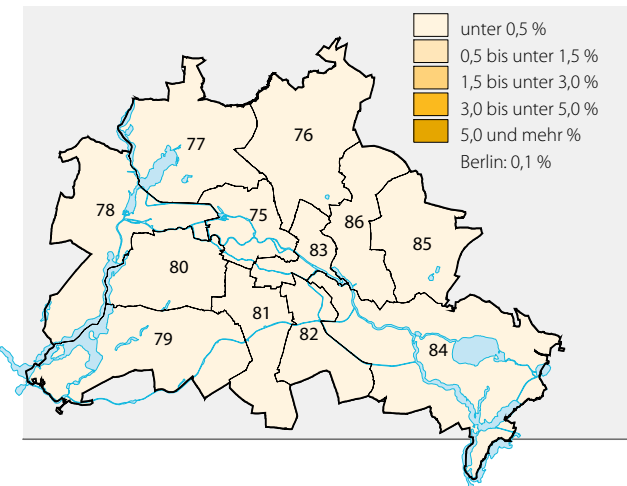 unter 0,5 %
0,5 bis unter 1,5 %
1,5 bis unter 3,0 %
3,0 bis unter 5,0 %
5,0 und mehr %
Berlin: 0,1 %
76
77
78
75
86
85
83
80
81
82
79
84